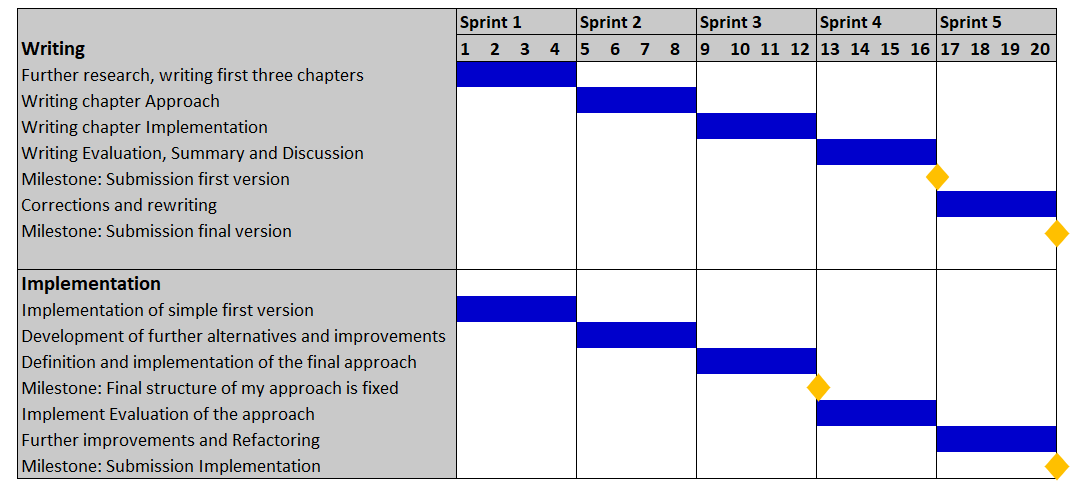 Sprint 1 Sprint 2 Sprint 3 Sprint 4 Sprint 5
Writing 1 2 3 4 5 6 7 8 9 10 11 12 13 14 15 16 17 18 19 20
Further research, writing first three chapters
Writing chapter Approach
Writing chapter Implementation
Writing Evaluation, Summary and Discussion
Milestone: Submission first version
Corrections and rewriting
Milestone: Submission final version
Implementation
Implementation of simple first version
Development of further alternatives and improvements
Definition and implementation of the final approach
Milestone: Final structure of my approach is fixed
Implement Evaluation of the approach
Further improvements and Refactoring
Milestone: Submission Implementation